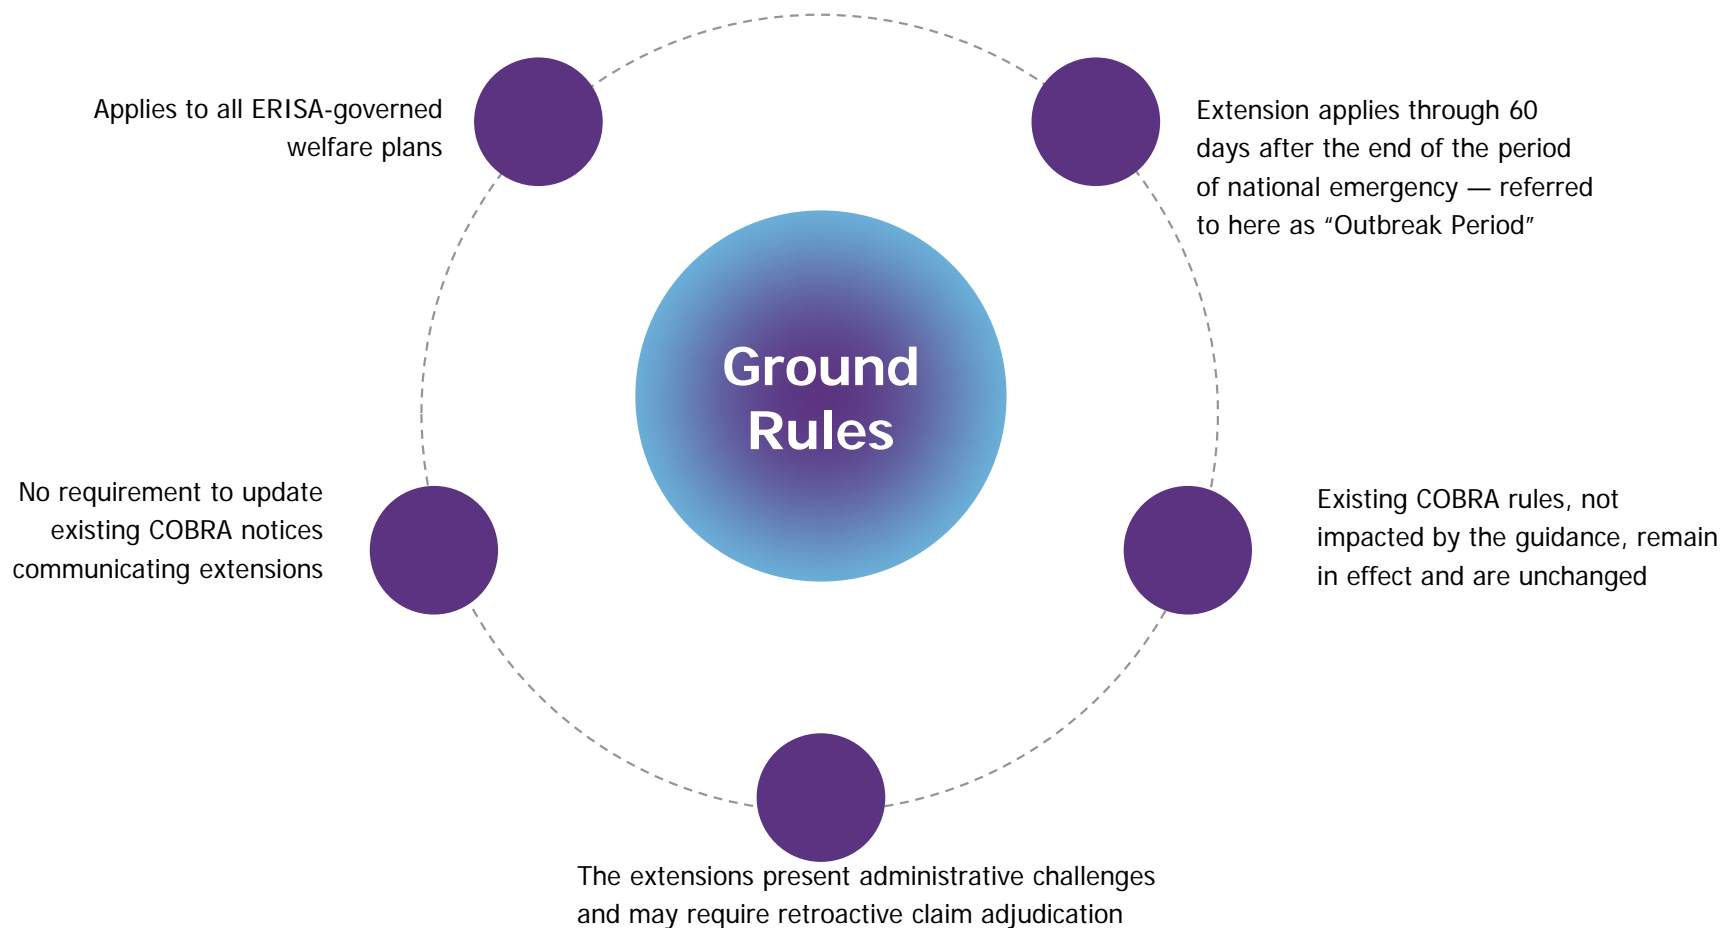 Applies to all ERISA-governed
welfare plans
Extension applies through 60
days after the end of the period
of national emergency — referred
to here as “Outbreak Period”
Ground
Rules
No requirement to update
existing COBRA notices
communicating extensions
Existing COBRA rules, not
impacted by the guidance, remain
in effect and are unchanged
The extensions present administrative challenges
and may require retroactive claim adjudication